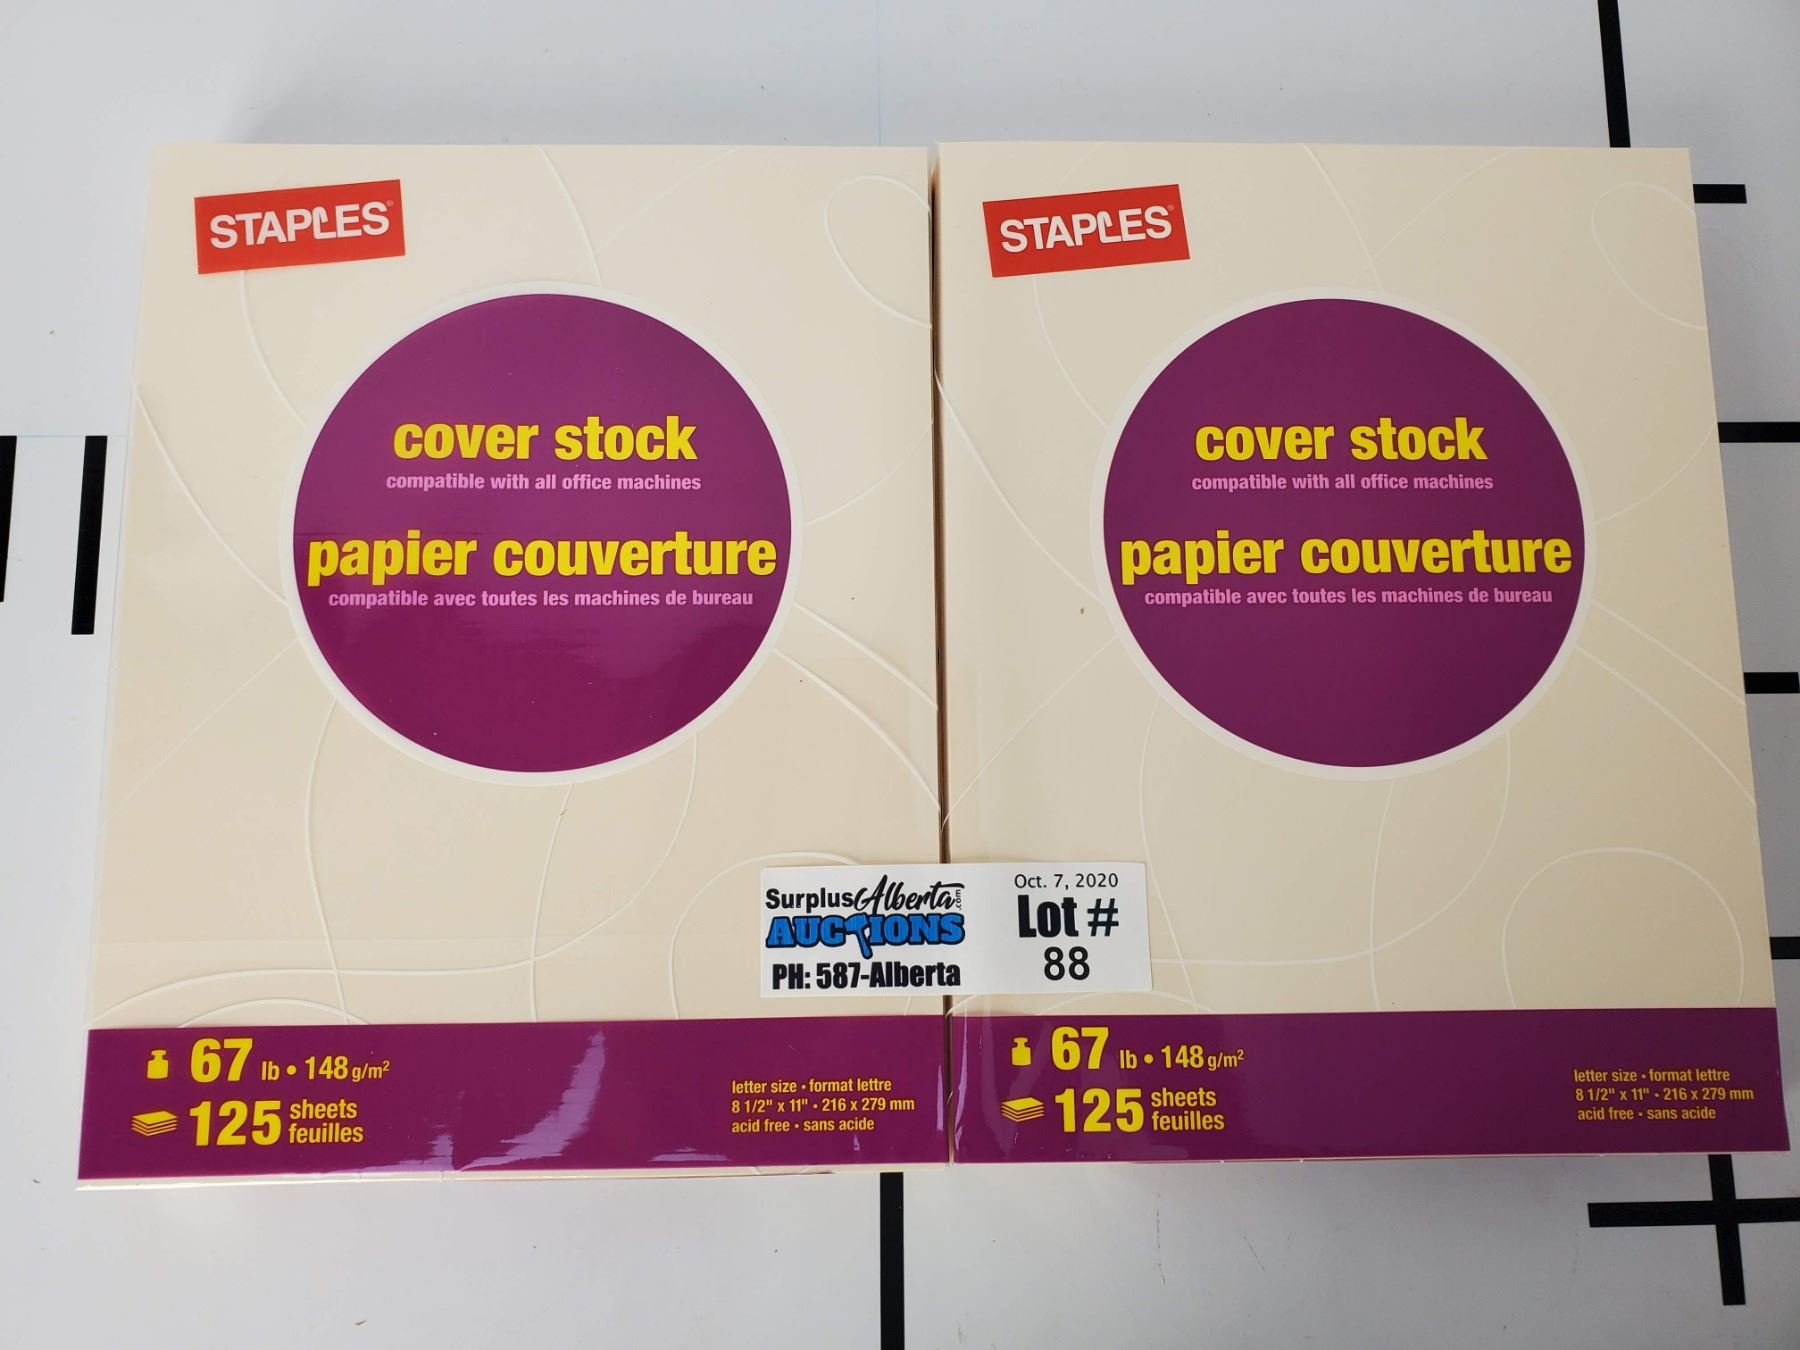 STAPLES®
cover stock
compatible with all office machines
papier couverture
compatible avec toutes les machines de bureau
67 lb • 148 g/m²
125 sheets
feuilles
letter size • format lettre
8 1/2" x 11" • 216 x 279 mm
acid free • sans acide
STAPLES®
cover stock
compatible with all office machines
papier couverture
compatible avec toutes les machines de bureau
67 lb • 148 g/m²
125 sheets
feuilles
letter size • format lettre
8 1/2" x 11" • 216 x 279 mm
acid free • sans acide
SurplusAlberta.com
AUCTIONS
PH: 587-Alberta
Oct. 7, 2020
Lot #
88